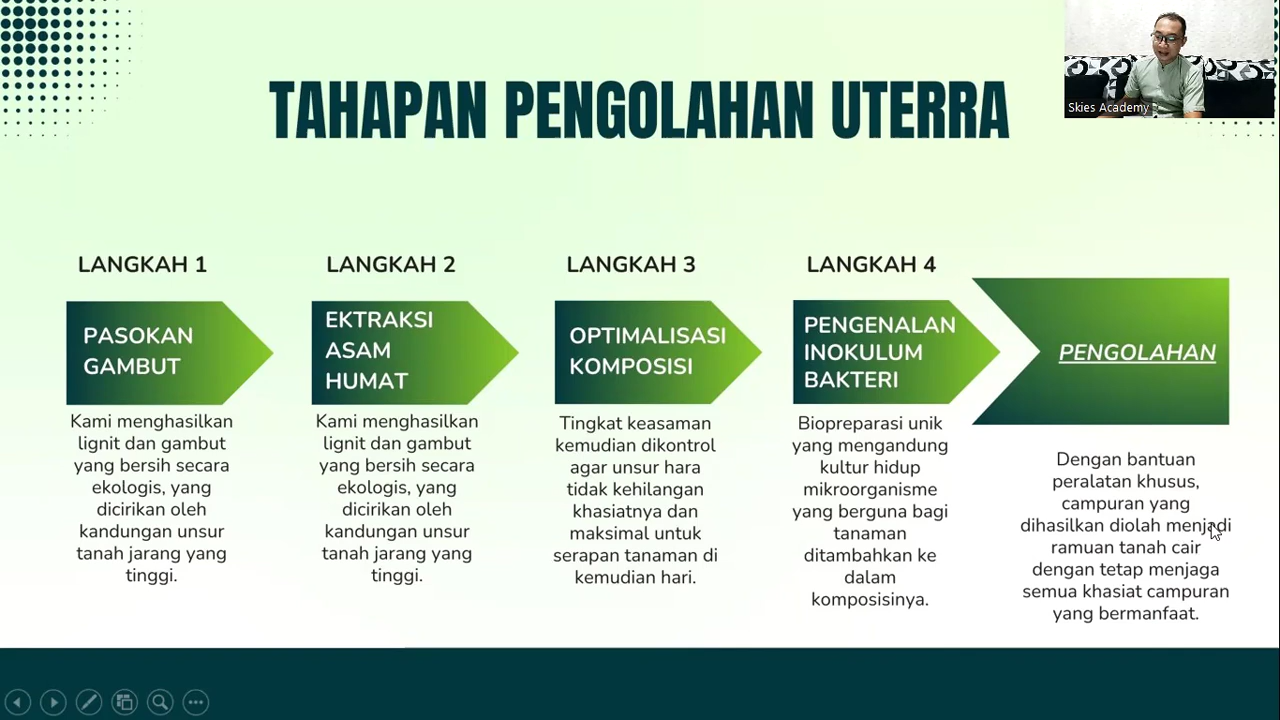 TAHAPAN PENGOLAHAN UTERRA
Skies Academy
LANGKAH 1
PASOKAN
GAMBUT
Kami menghasilkan
lignit dan gambut
yang bersih secara
ekologis, yang
dicirikan oleh
kandungan unsur
tanah jarang yang
tinggi.
LANGKAH 2
EKTRAKSI
ASAM
HUMAT
Kami menghasilkan
lignit dan gambut
yang bersih secara
ekologis, yang
dicirikan oleh
kandungan unsur
tanah jarang yang
tinggi.
LANGKAH 3
OPTIMALISASI
KOMPOSISI
Tingkat keasaman
kemudian dikontrol
agar unsur hara
tidak kehilangan
khasiatnya dan
maksimal untuk
serapan tanaman di
kemudian hari.
LANGKAH 4
PENGENALAN
INOKULUM
BAKTERI
Biopreparasi unik
yang mengandung
kultur hidup
mikroorganisme
yang berguna bagi
tanaman
ditambahkan ke
dalam
komposisinya.
PENGOLAHAN
Dengan bantuan
peralatan khusus,
campuran yang
dihasilkan diolah menjadi
ramuan tanah cair
dengan tetap menjaga
semua khasiat campuran
yang bermanfaat.